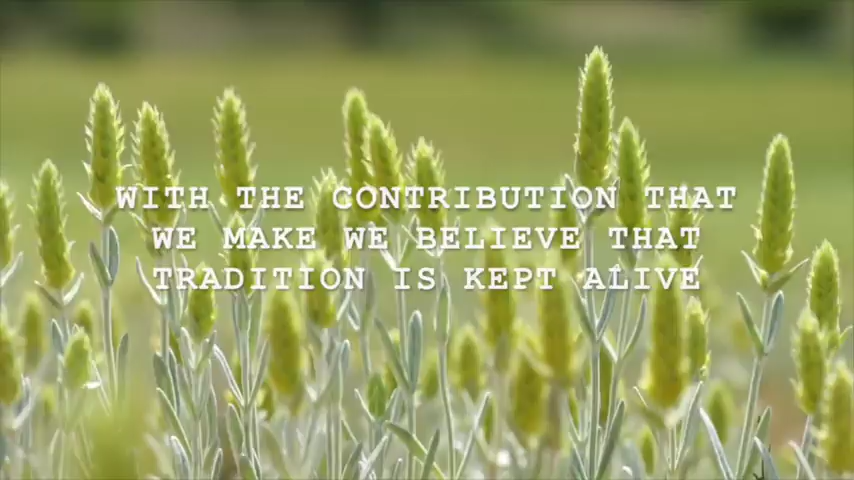 WITH THE CONTRIBUTION THAT
WE MAKE WE BELIEVE THAT
TRADITION IS KEPT ALIVE